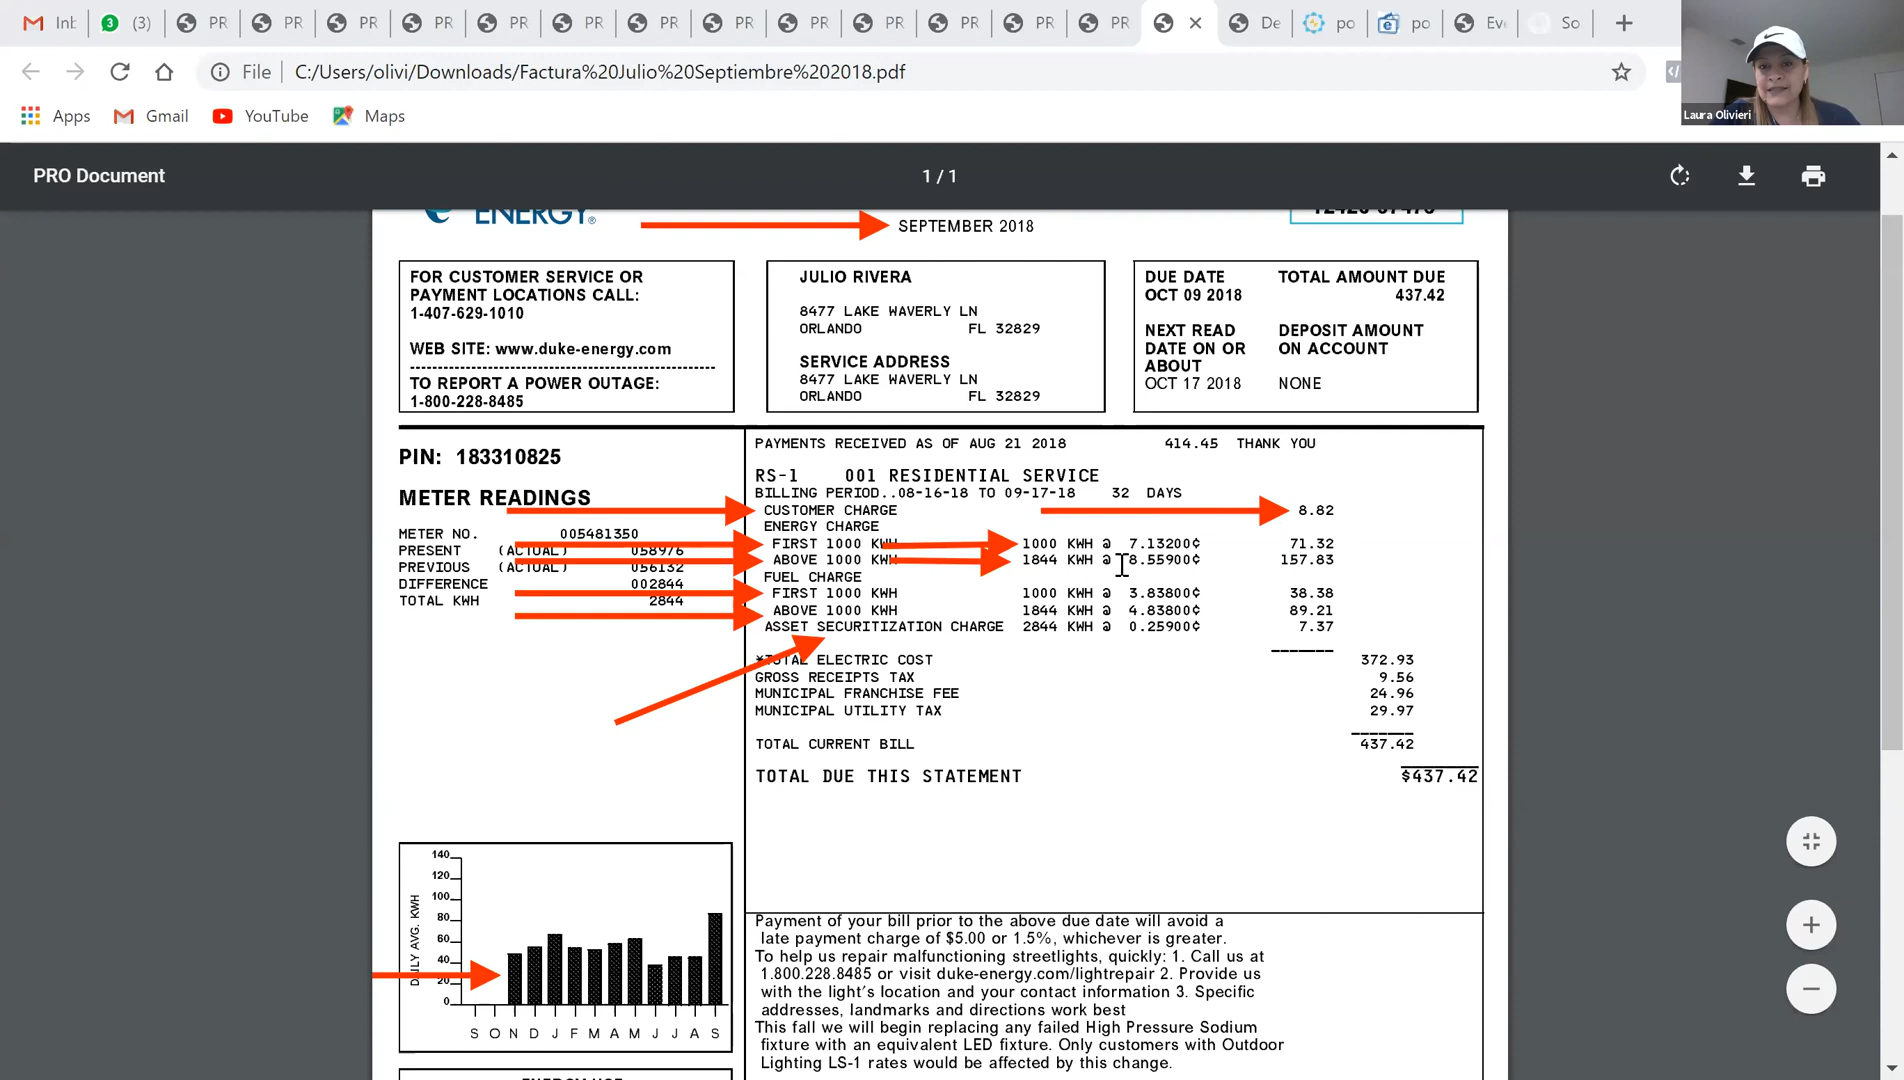 Inb
3
(3)
PR
PR
PR
PR
PR
PR
PR
PR
PR
PR
PR
PR
PR
De
po
po
Eve
So
File
C:/Users/olivi/Downloads/Factura%20Julio%20Septiembre%202018.pdf
Apps
Gmail
YouTube
Maps
Laura Olivieri
PRO Document
1 / 1
ENERGY®
SEPTEMBER 2018
FOR CUSTOMER SERVICE OR
PAYMENT LOCATIONS CALL:
1-407-629-1010
WEB SITE: www.duke-energy.com
TO REPORT A POWER OUTAGE:
1-800-228-8485
JULIO RIVERA
8477 LAKE WAVERLY LN
ORLANDO FL 32829
SERVICE ADDRESS
8477 LAKE WAVERLY LN
ORLANDO FL 32829
DUE DATE TOTAL AMOUNT DUE
OCT 09 2018 437.42
NEXT READ DEPOSIT AMOUNT
DATE ON OR ON ACCOUNT
ABOUT
OCT 17 2018 NONE
PIN: 183310825
METER READINGS
METER NO. 005481350
PRESENT (ACTUAL) 058976
PREVIOUS (ACTUAL) 056132
DIFFERENCE 002844
TOTAL KWH 2844
PAYMENTS RECEIVED AS OF AUG 21 2018 414.45 THANK YOU
RS-1 001 RESIDENTIAL SERVICE
BILLING PERIOD..08-16-18 TO 09-17-18 32 DAYS
CUSTOMER CHARGE 8.82
ENERGY CHARGE
FIRST 1000 KWH 1000 KWH @ 7.13200¢ 71.32
ABOVE 1000 KWH 1844 KWH @ 8.55900¢ 157.83
FUEL CHARGE
FIRST 1000 KWH 1000 KWH @ 3.83800¢ 38.38
ABOVE 1000 KWH 1844 KWH @ 4.83800¢ 89.21
ASSET SECURITIZATION CHARGE 2844 KWH @ 0.25900¢ 7.37
*TOTAL ELECTRIC COST 372.93
GROSS RECEIPTS TAX 9.56
MUNICIPAL FRANCHISE FEE 24.96
MUNICIPAL UTILITY TAX 29.97
TOTAL CURRENT BILL 437.42
TOTAL DUE THIS STATEMENT $437.42
DAILY AVG. KWH
140
120
100
80
60
40
20
0
S O N D J F M A M J J A S
Payment of your bill prior to the above due date will avoid a
late payment charge of $5.00 or 1.5%, whichever is greater.
To help us repair malfunctioning streetlights, quickly: 1. Call us at
1.800.228.8485 or visit duke-energy.com/lightrepair 2. Provide us
with the light's location and your contact information 3. Specific
addresses, landmarks and directions work best
This fall we will begin replacing any failed High Pressure Sodium
fixture with an equivalent LED fixture. Only customers with Outdoor
Lighting LS-1 rates would be affected by this change.